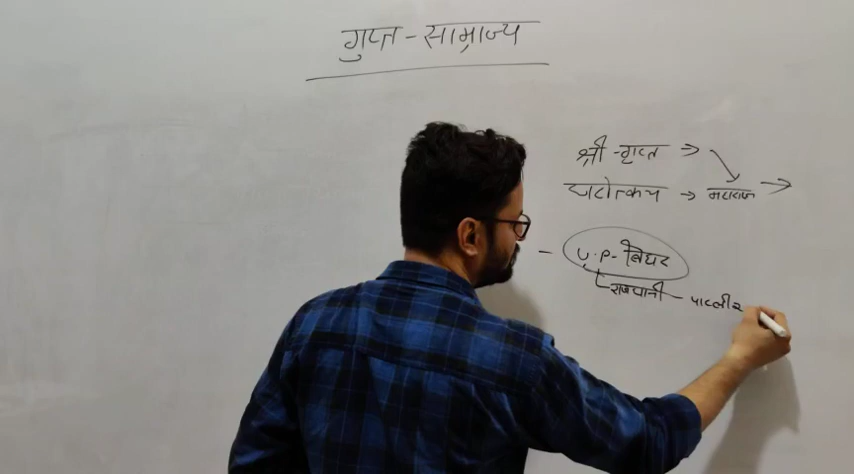 गुप्त - साम्राज्य
श्री - गुप्त →
घटोत्कच → महाराज →
- U.P - बिहार
राजधानी - पाटली